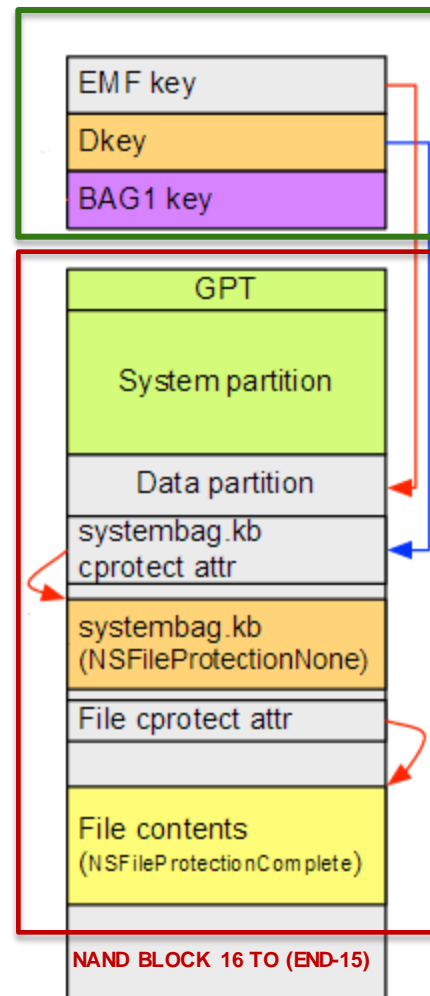 EMF key
Dkey
BAG1 key
GPT
System partition
Data partition
systembag.kb
cprotect attr
systembag.kb
(NSFileProtectionNone)
File cprotect attr
File contents
(NSFileProtectionComplete)
NAND BLOCK 16 TO (END-15)